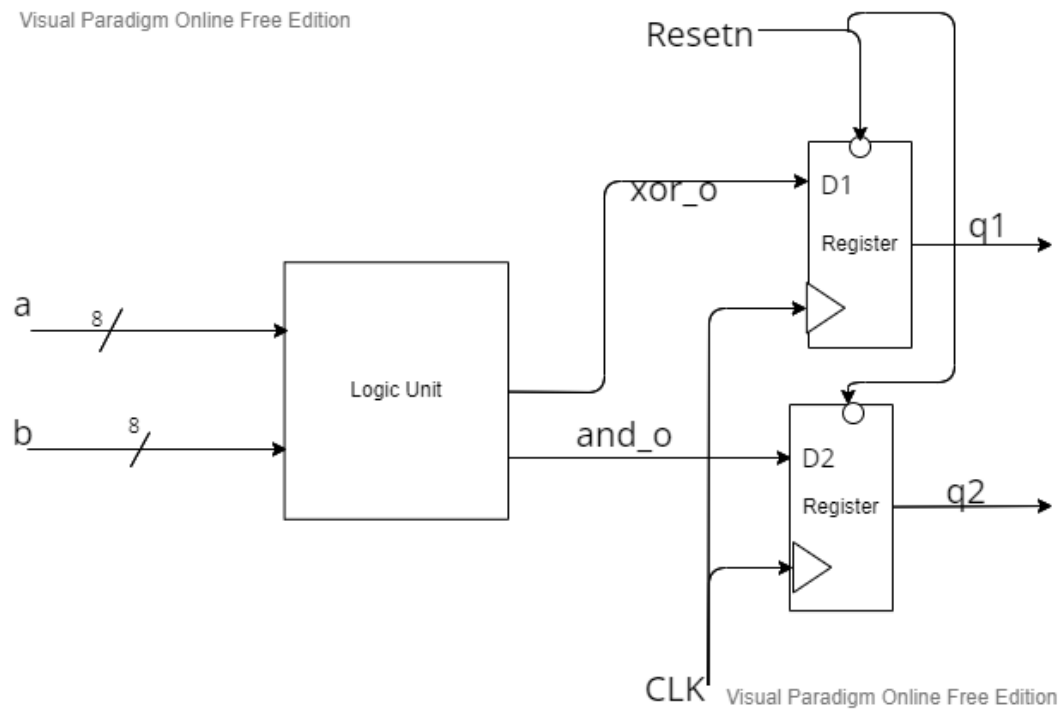 Visual Paradigm Online Free Edition
Resetn
xor_o
D1
Register
q1
a
8
Logic Unit
b
8
and_o
D2
Register
q2
CLK
Visual Paradigm Online Free Edition